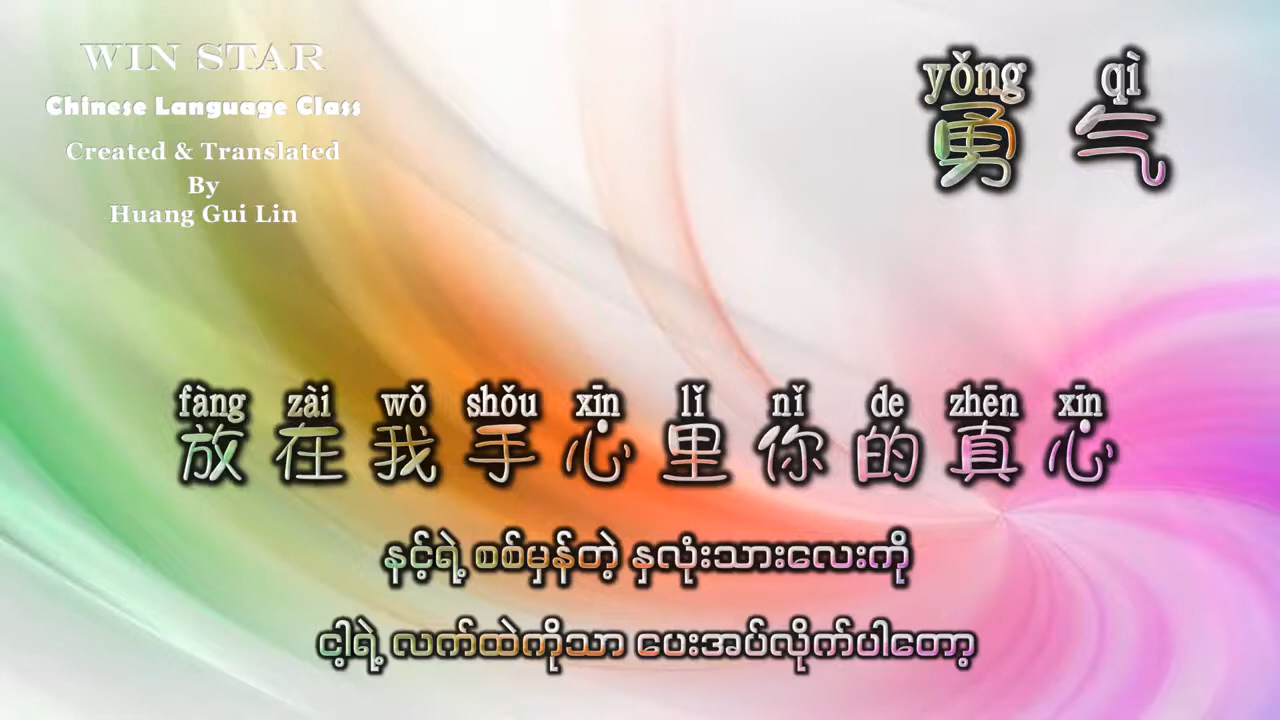 WIN STAR
Chinese Language Class
Created & Translated
By
Huang Gui Lin
yǒng qì
勇气
fàng zài wǒ shǒu xīn lǐ nǐ de zhēn xīn
放在我手心里你的真心
နင့်ရဲ့ စစ်မှန်တဲ့ နှလုံးသားလေးကို
ငါ့ရဲ့ လက်ထဲကိုသာ ပေးအပ်လိုက်ပါတော့